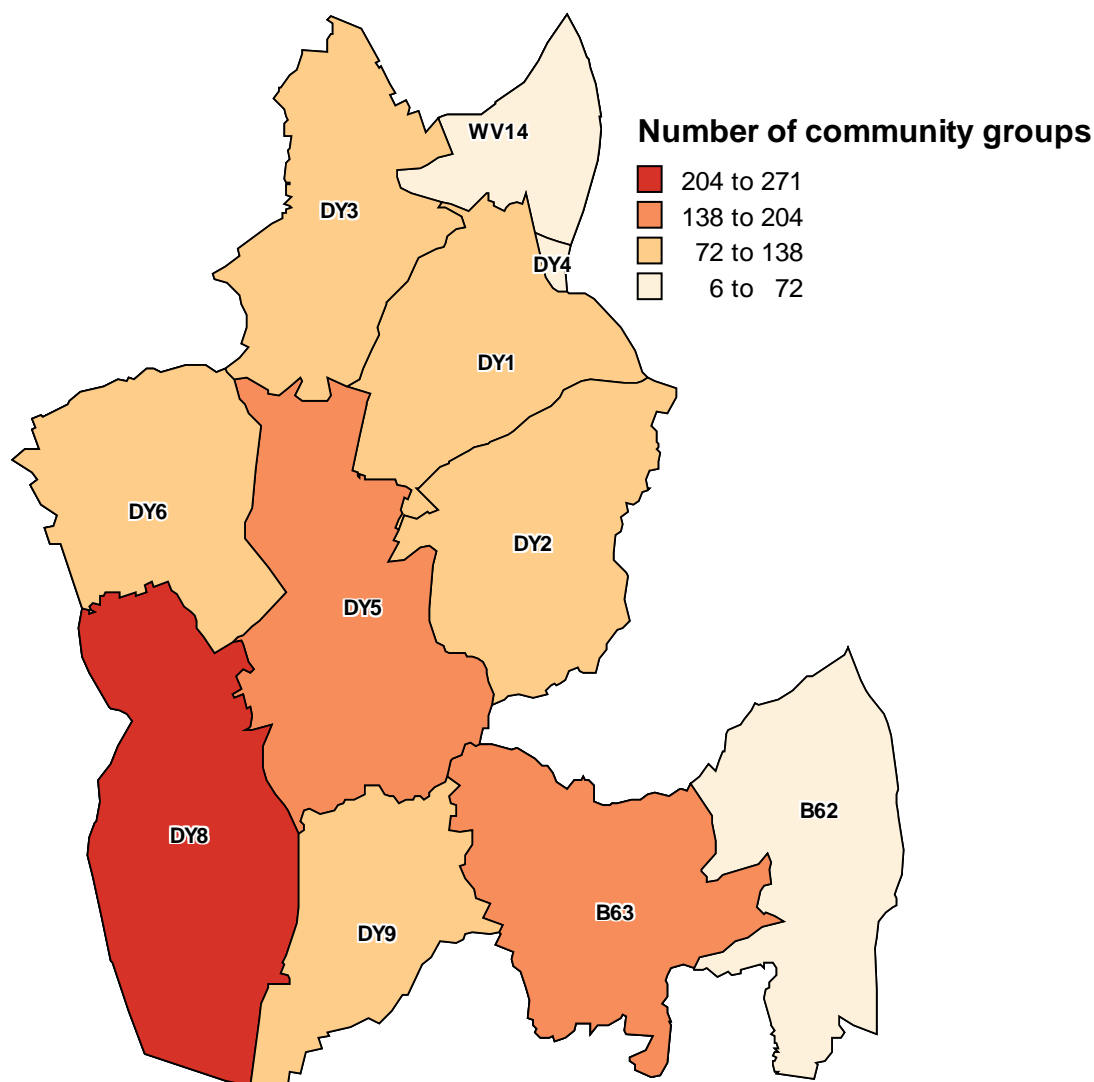 WV14
Number of community groups
204 to 271
138 to 204
72 to 138
6 to 72
DY3
DY4
DY1
DY6
DY2
DY5
B62
DY8
B63
DY9